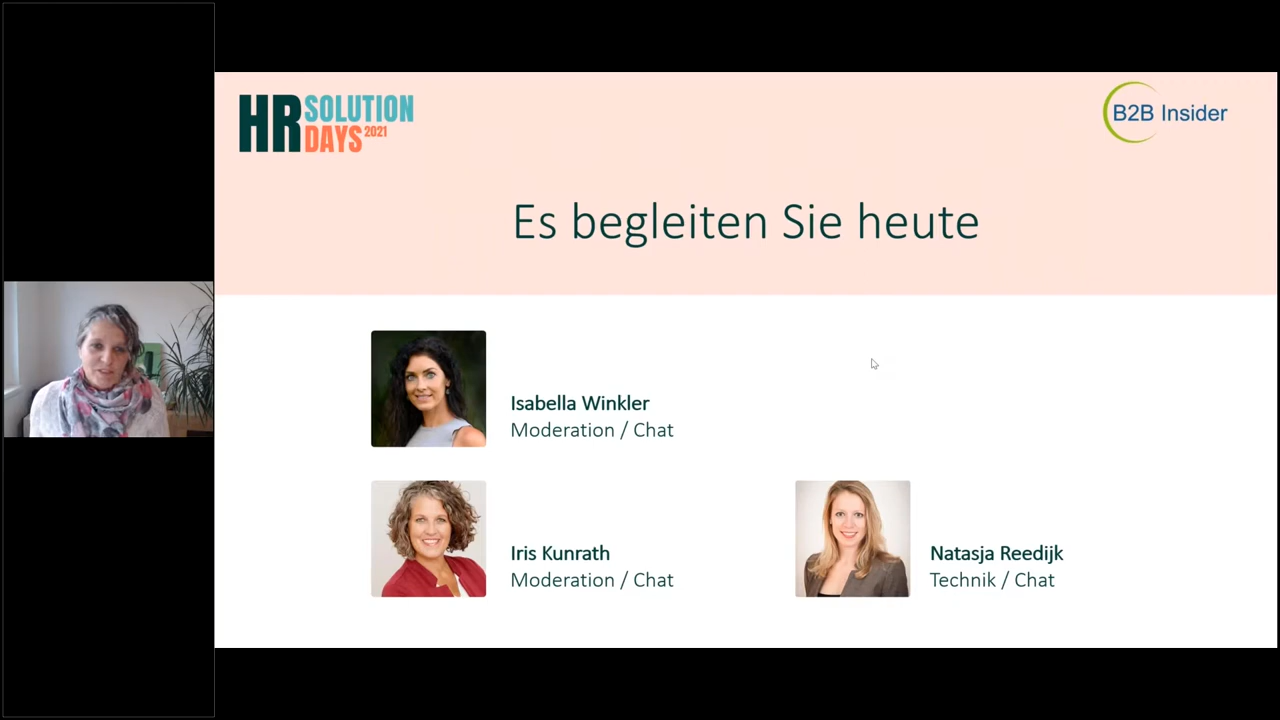 HR SOLUTION
DAYS 2021
B2B Insider
Es begleiten Sie heute
Isabella Winkler
Moderation / Chat
Iris Kunrath
Moderation / Chat
Natasja Reedijk
Technik / Chat